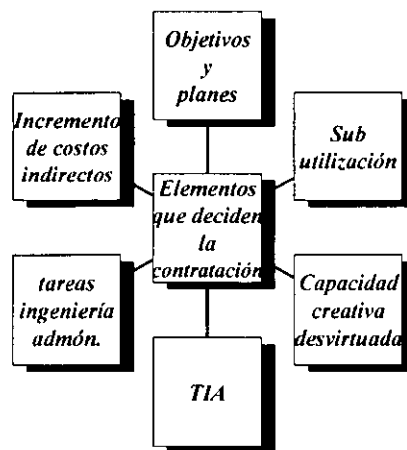 Objetivos
y
planes
Incremento
de costos
indirectos
Sub
utilización
Elementos
que deciden
la
contratación
tareas
ingeniería
admón.
Capacidad
creativa
desvirtuada
TIA